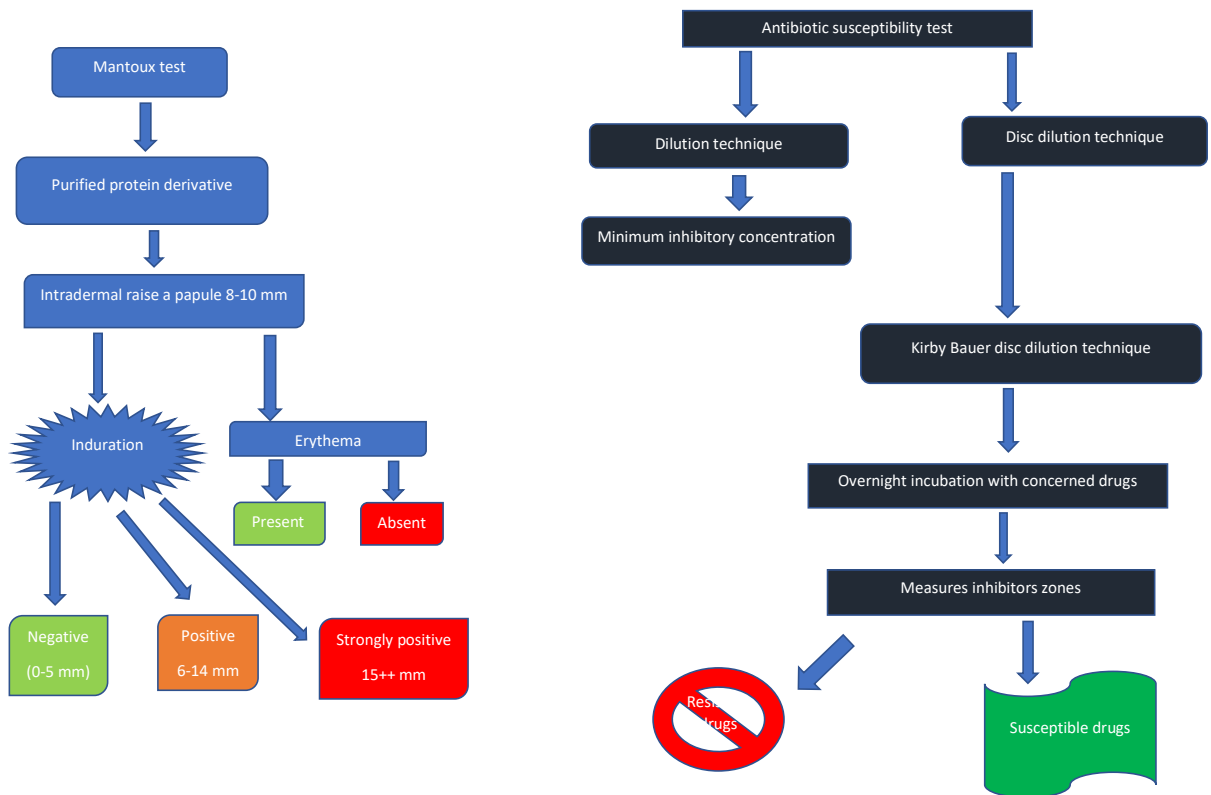 Mantoux test
Purified protein derivative
Intradermal raise a papule 8-10 mm
Induration
Erythema
Present
Absent
Negative
(0-5 mm)
Positive
6-14 mm
Strongly positive
15++ mm
Antibiotic susceptibility test
Dilution technique
Disc dilution technique
Minimum inhibitory concentration
Kirby Bauer disc dilution technique
Overnight incubation with concerned drugs
Measures inhibitors zones
drugs
Susceptible drugs